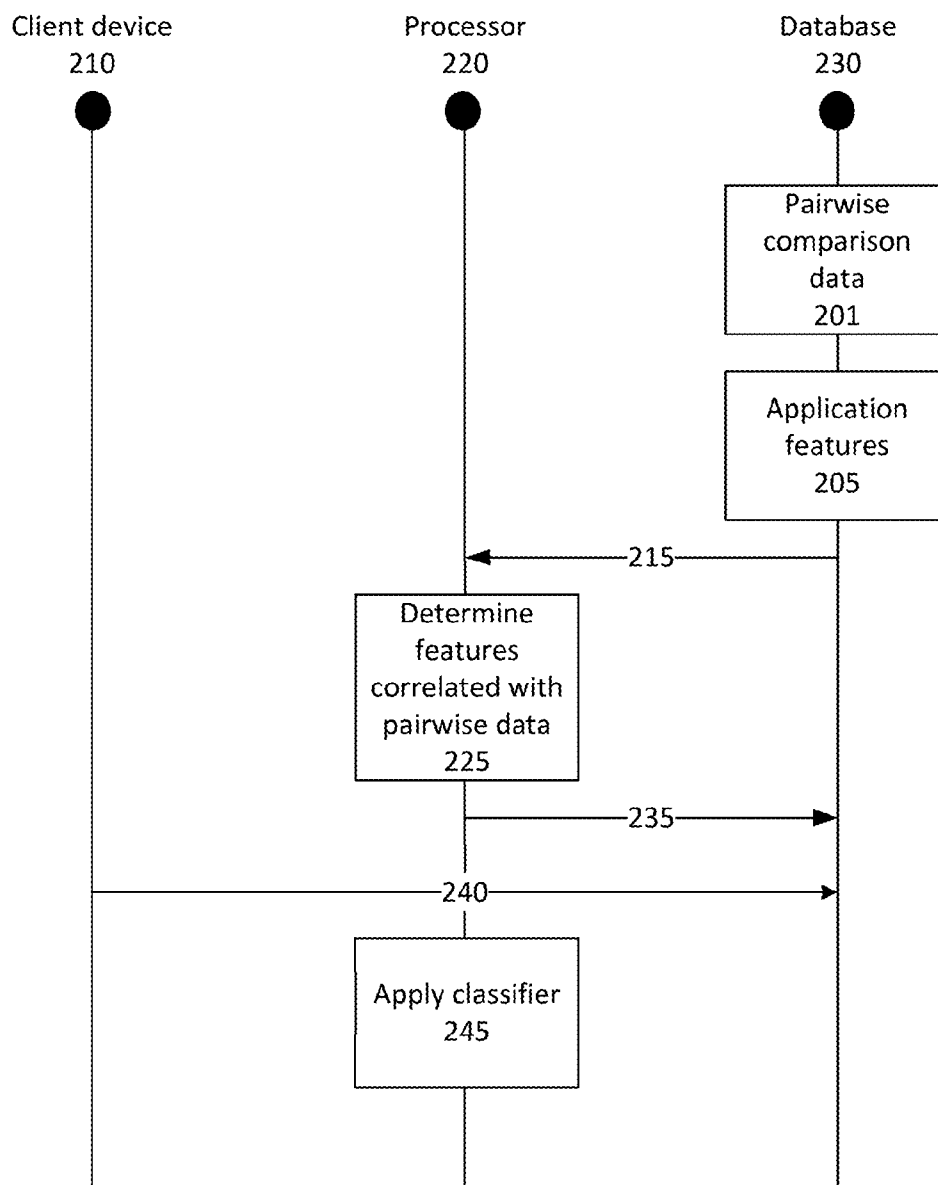 Client device
210
Processor
220
Database
230
Pairwise
comparison
data
201
Application
features
205
215
Determine
features
correlated with
pairwise data
225
235
240
Apply classifier
245